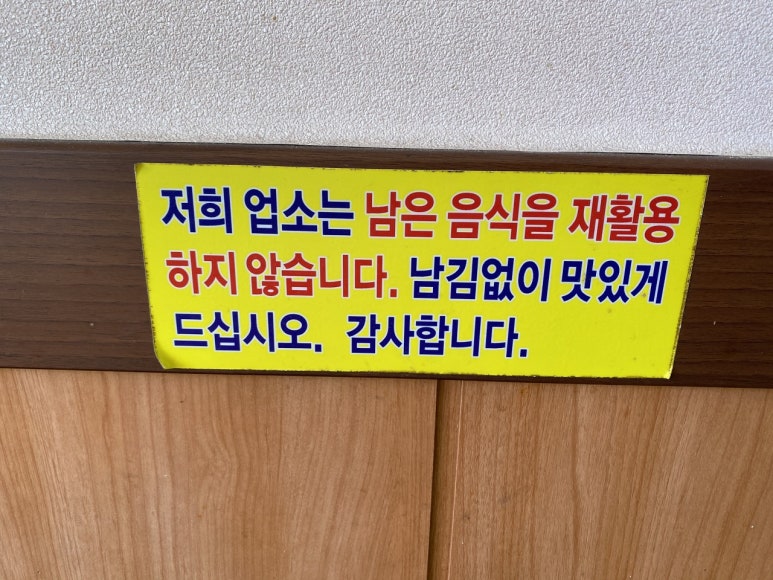 저희 업소는 남은 음식을 재활용
하지 않습니다. 남김없이 맛있게
드십시오. 감사합니다.